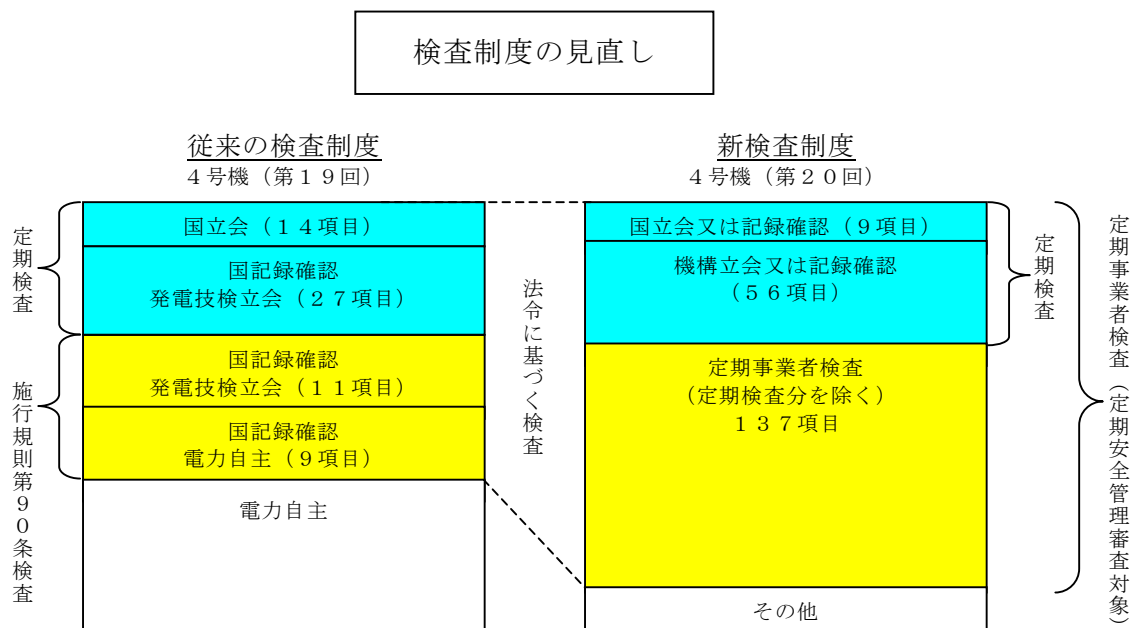 検査制度の見直し
従来の検査制度
４号機（第１９回）
定期検査
国立会（１４項目）
国記録確認
発電技検立会（２７項目）
施行規則第９０条検査
国記録確認
発電技検立会（１１項目）
国記録確認
電力自主（９項目）
電力自主
法令に基づく検査
新検査制度
４号機（第２０回）
国立会又は記録確認（９項目）
機構立会又は記録確認
（５６項目）
定期事業者検査
（定期検査分を除く）
１３７項目
その他
定期検査
定期事業者検査（定期安全管理審査対象）